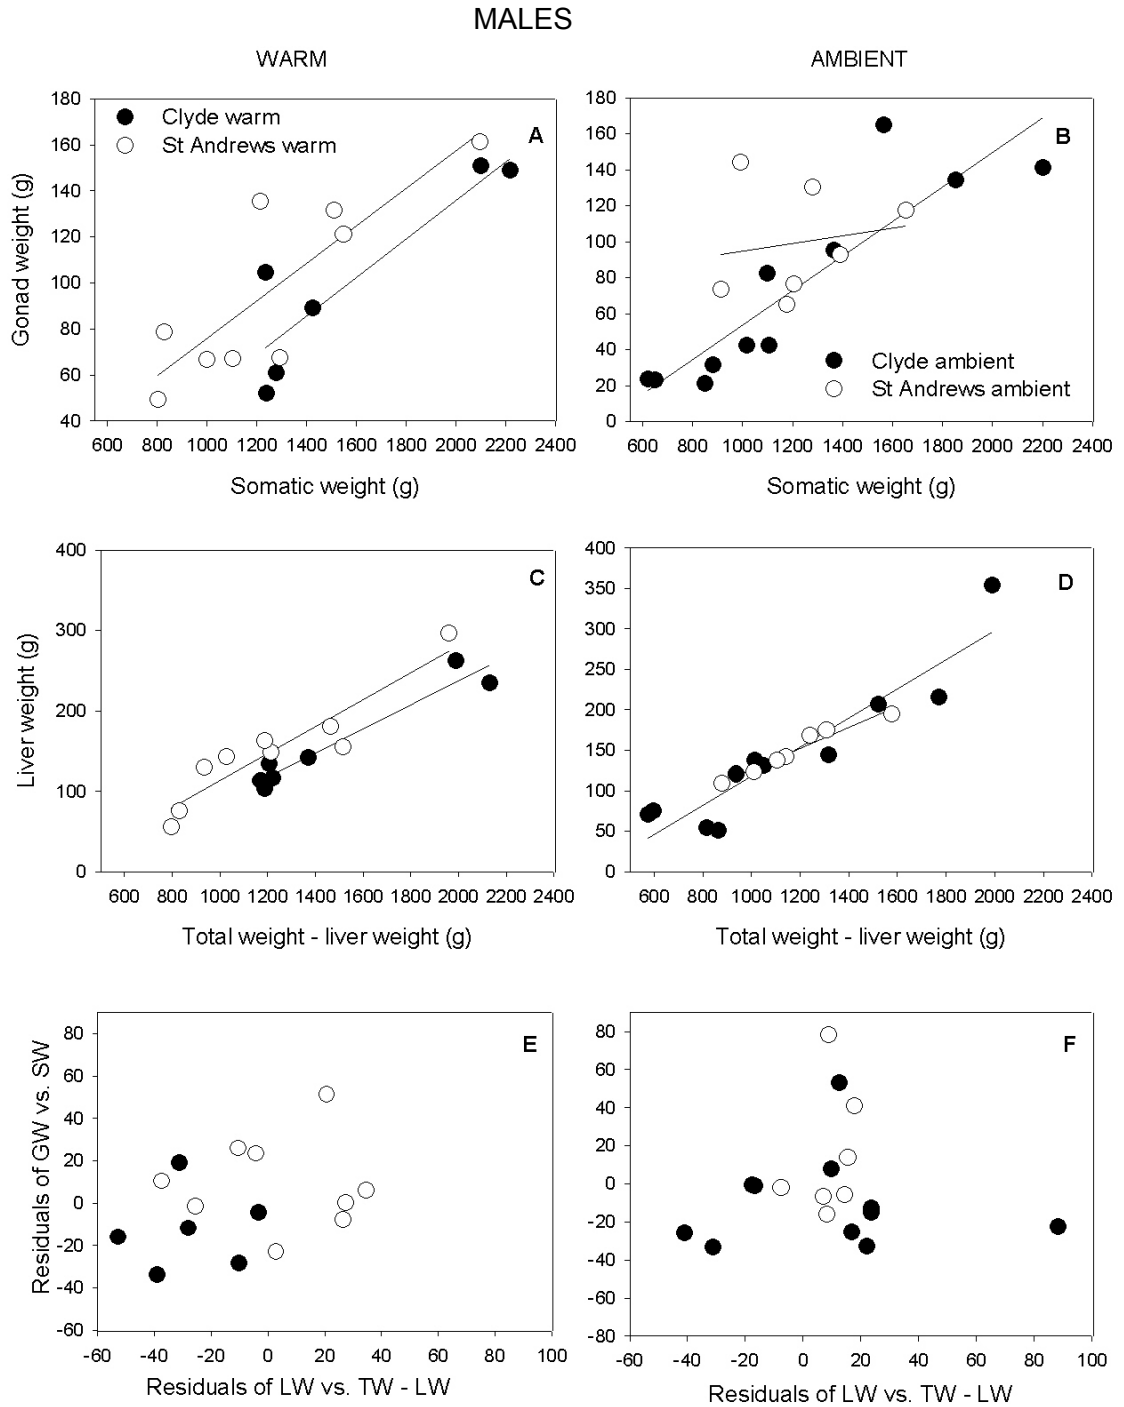 MALES
WARM
AMBIENT
180
160
140
120
100
80
60
40
Gonad weight (g)
Clyde warm
St Andrews warm
A
600 800 1000 1200 1400 1600 1800 2000 2200 2400
Somatic weight (g)
180
160
140
120
100
80
60
40
20
0
B
Clyde ambient
St Andrews ambient
600 800 1000 1200 1400 1600 1800 2000 2200 2400
Somatic weight (g)
400
300
200
100
0
Liver weight (g)
C
600 800 1000 1200 1400 1600 1800 2000 2200 2400
Total weight - liver weight (g)
400
350
300
250
200
150
100
50
0
D
600 800 1000 1200 1400 1600 1800 2000 2200 2400
Total weight - liver weight (g)
80
60
40
20
0
-20
-40
-60
Residuals of GW vs. SW
E
-60 -40 -20 0 20 40 60 80 100
Residuals of LW vs. TW - LW
80
60
40
20
0
-20
-40
-60
-80
F
-60 -40 -20 0 20 40 60 80 100
Residuals of LW vs. TW - LW